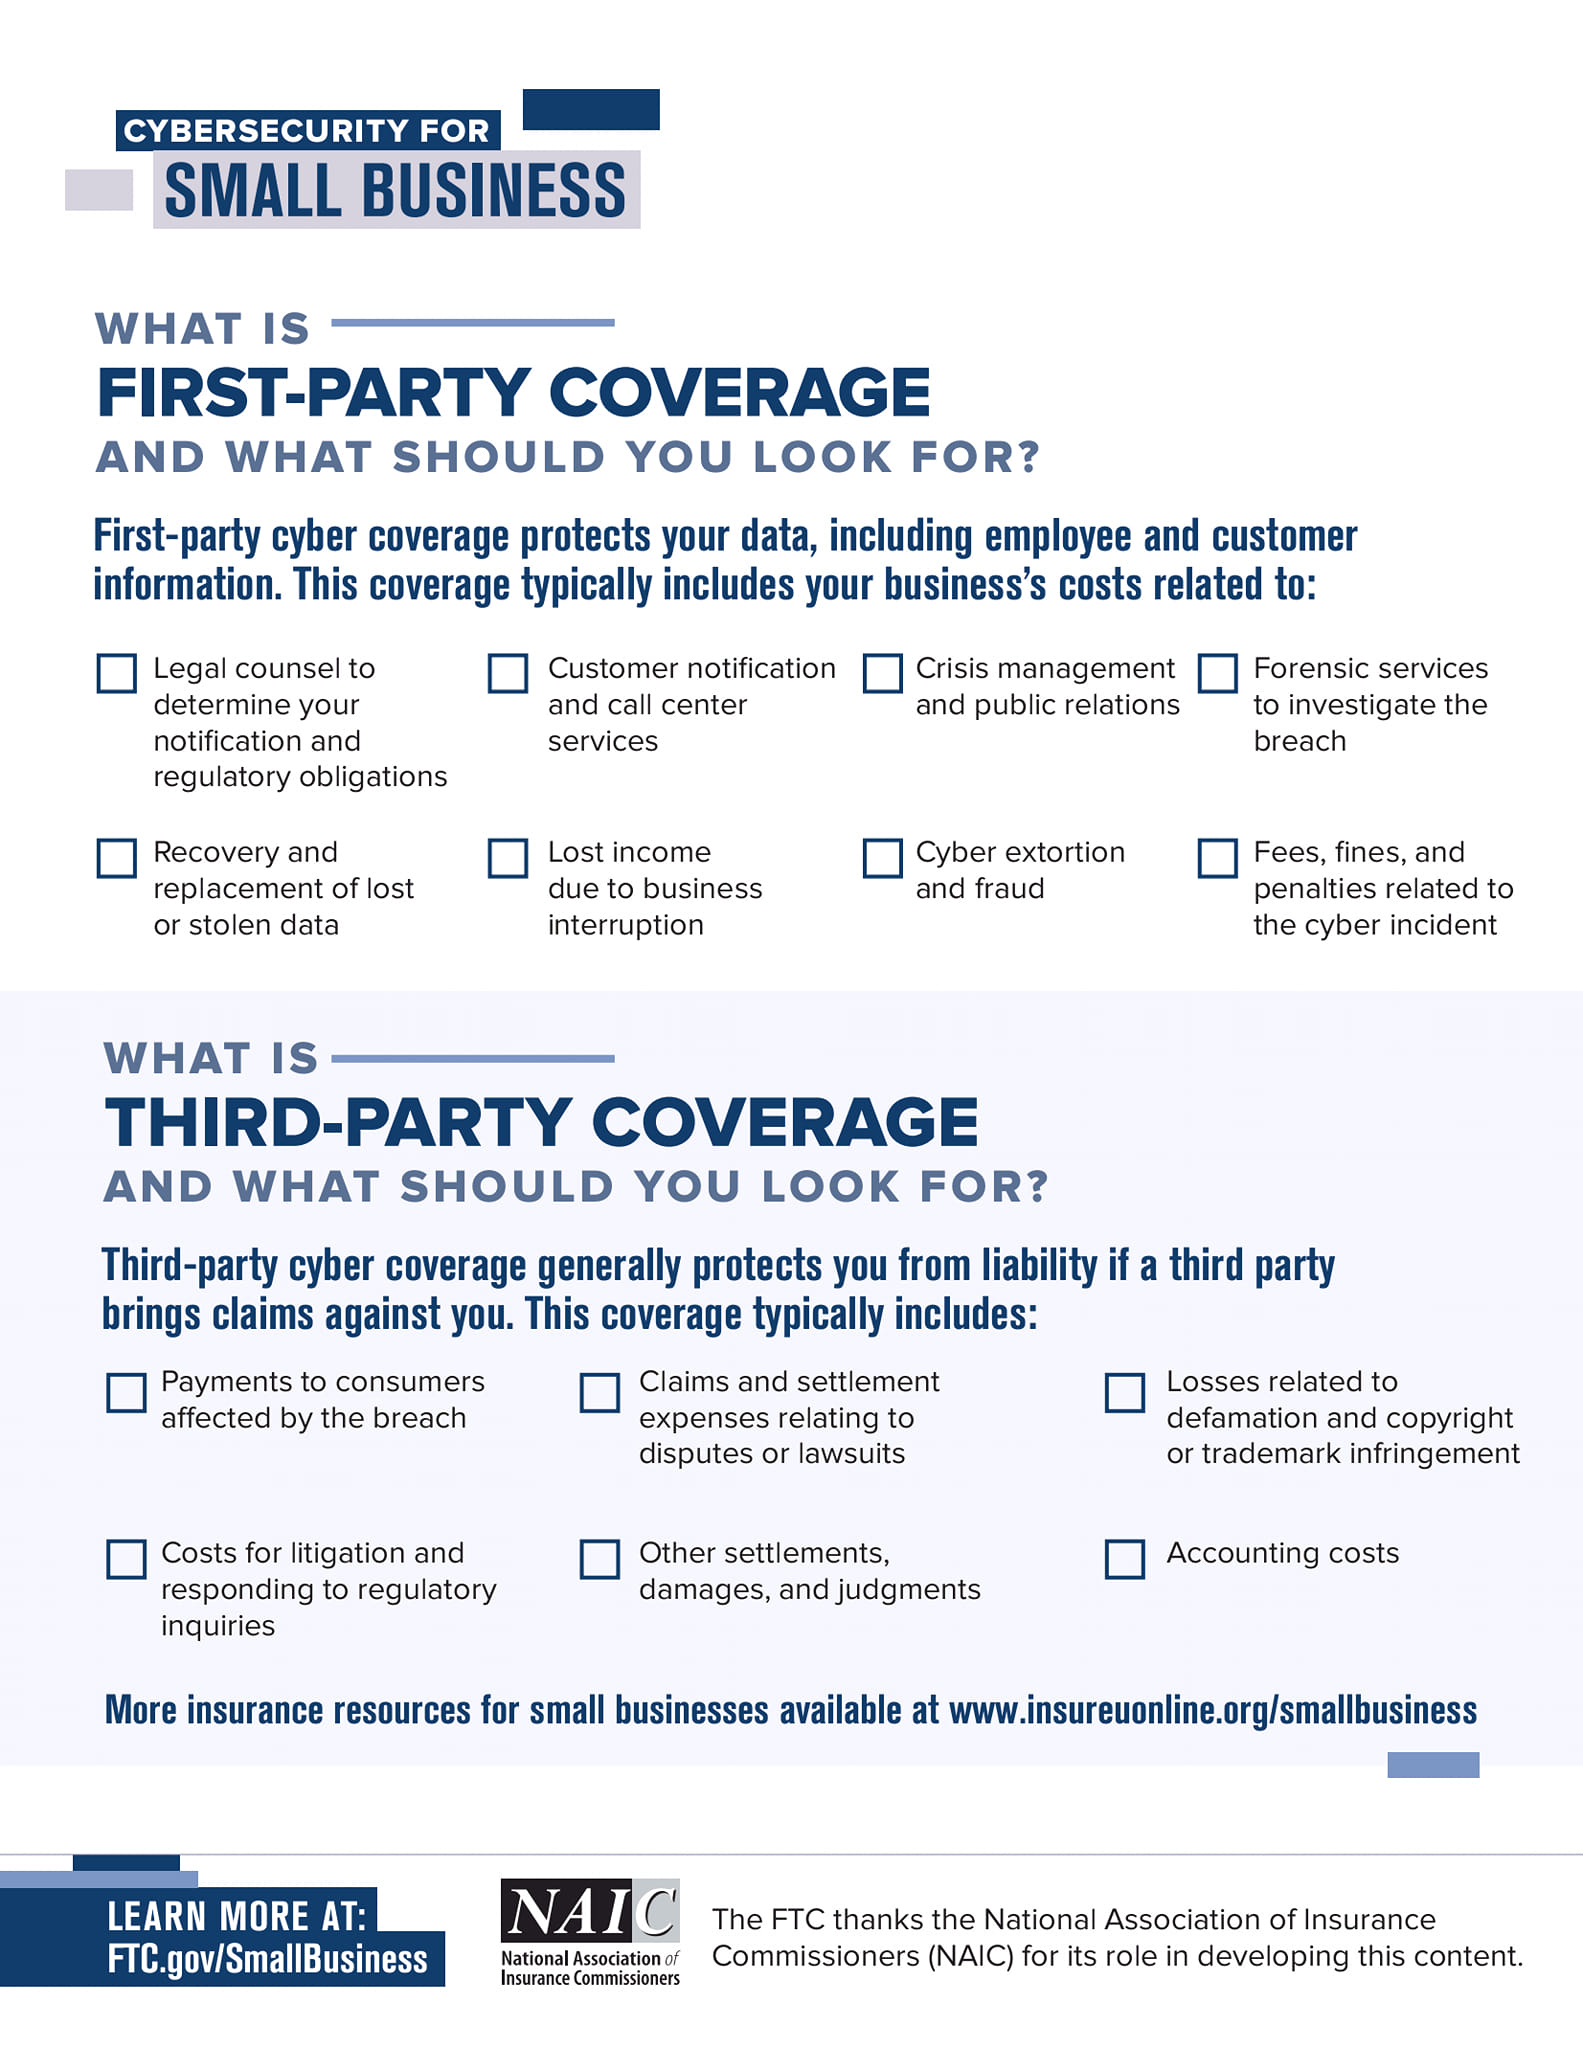 CYBERSECURITY FOR
SMALL BUSINESS
WHAT IS
FIRST-PARTY COVERAGE
AND WHAT SHOULD YOU LOOK FOR?
First-party cyber coverage protects your data, including employee and customer
information. This coverage typically includes your business’s costs related to:
Legal counsel to
determine your
notification and
regulatory obligations
Customer notification
and call center
services
Crisis management
and public relations
Forensic services
to investigate the
breach
Recovery and
replacement of lost
or stolen data
Lost income
due to business
interruption
Cyber extortion
and fraud
Fees, fines, and
penalties related to
the cyber incident
WHAT IS
THIRD-PARTY COVERAGE
AND WHAT SHOULD YOU LOOK FOR?
Third-party cyber coverage generally protects you from liability if a third party
brings claims against you. This coverage typically includes:
Payments to consumers
affected by the breach
Claims and settlement
expenses relating to
disputes or lawsuits
Losses related to
defamation and copyright
or trademark infringement
Costs for litigation and
responding to regulatory
inquiries
Other settlements,
damages, and judgments
Accounting costs
More insurance resources for small businesses available at www.insureuonline.org/smallbusiness
LEARN MORE AT:
FTC.gov/SmallBusiness
NAIC
National Association of
Insurance Commissioners
The FTC thanks the National Association of Insurance
Commissioners (NAIC) for its role in developing this content.